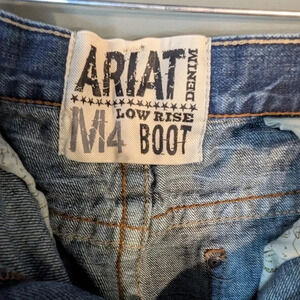 ARIAT
DENIM
LOW RISE
M4 BOOT